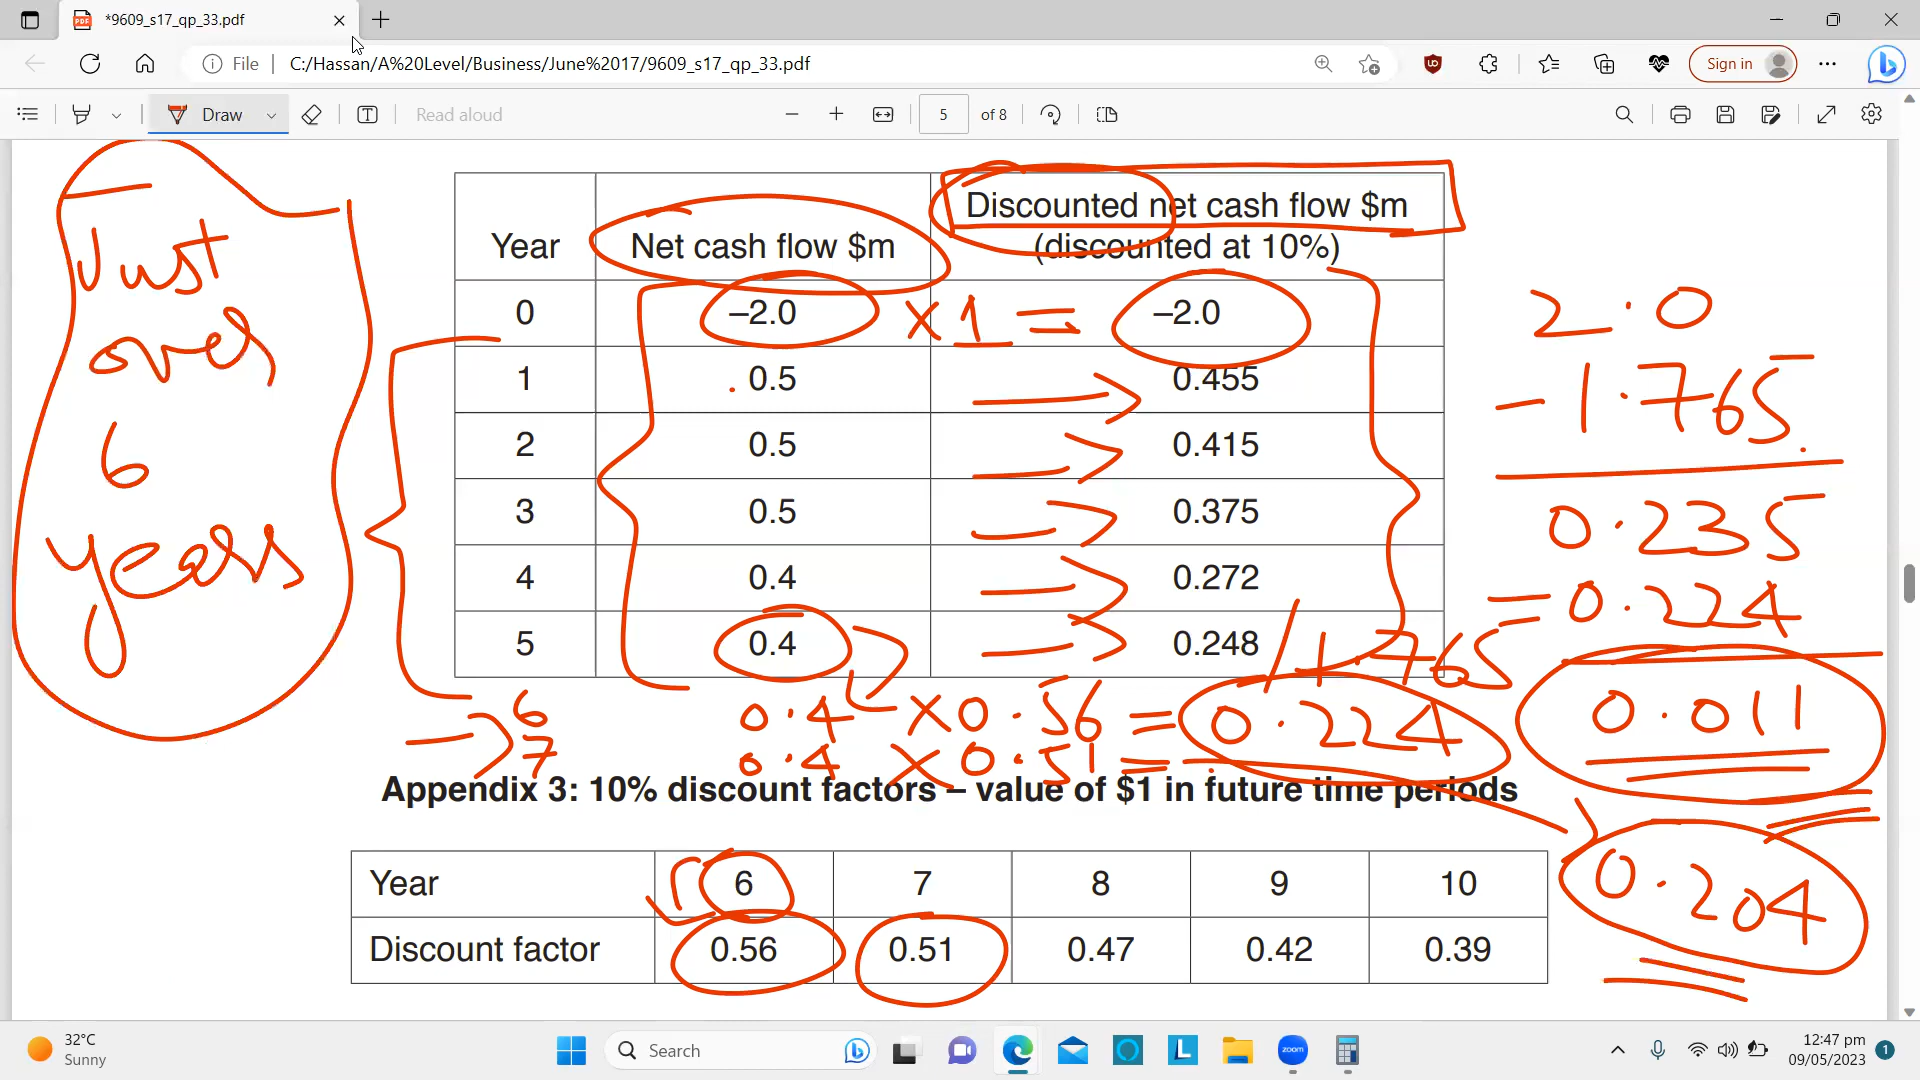 *9609_s17_qp_33.pdf
File
C:/Hassan/A%20Level/Business/June%2017/9609_s17_qp_33.pdf
Sign in
Draw
Read aloud
5 of 8
Year Net cash flow $m Discounted net cash flow $m
(discounted at 10%)
0 –2.0 X 1 = –2.0
1 0.5 0.455
2 0.5 0.415
3 0.5 0.375
4 0.4 0.272
5 0.4 0.248 1.765
Just
over
6
years
2.0
- 1.765
0.235
= 0.224
0.011
6 0.4 X 0.56 = 0.224
7 0.4 X 0.51 =
0.204
Appendix 3: 10% discount factors – value of $1 in future time periods
Year 6 7 8 9 10
Discount factor 0.56 0.51 0.47 0.42 0.39
32°C
Sunny
Search
zoom
12:47 pm
09/05/2023
1